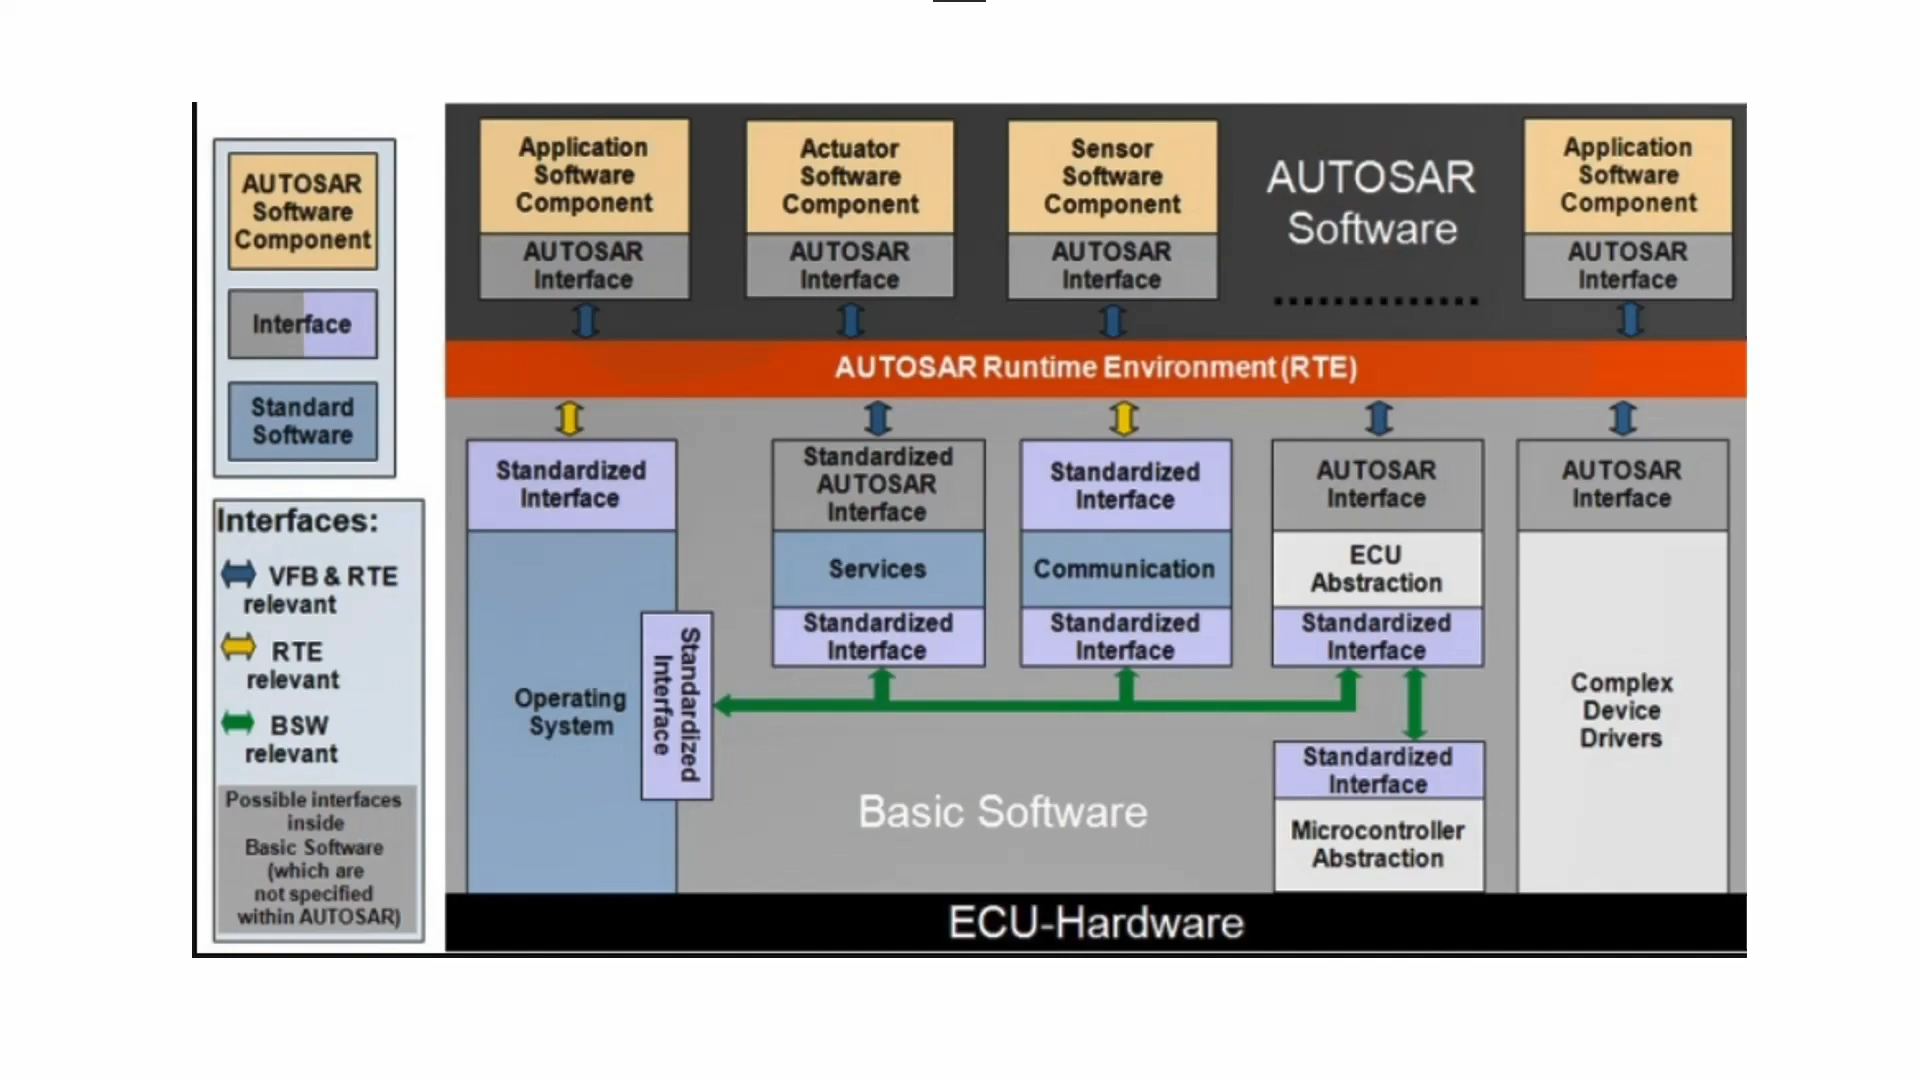 AUTOSAR
Software
Component
Interface
Standard
Software
Interfaces:
VFB & RTE
relevant
RTE
relevant
BSW
relevant
Possible interfaces
inside
Basic Software
(which are
not specified
within AUTOSAR)
Application
Software
Component
AUTOSAR
Interface
Actuator
Software
Component
AUTOSAR
Interface
Sensor
Software
Component
AUTOSAR
Interface
AUTOSAR
Software
Application
Software
Component
AUTOSAR
Interface
AUTOSAR Runtime Environment (RTE)
Standardized
Interface
Operating
System
Standardized
Interface
Standardized
AUTOSAR
Interface
Services
Standardized
Interface
Standardized
Interface
Communication
Standardized
Interface
AUTOSAR
Interface
ECU
Abstraction
Standardized
Interface
Standardized
Interface
Microcontroller
Abstraction
AUTOSAR
Interface
Complex
Device
Drivers
Basic Software
ECU-Hardware